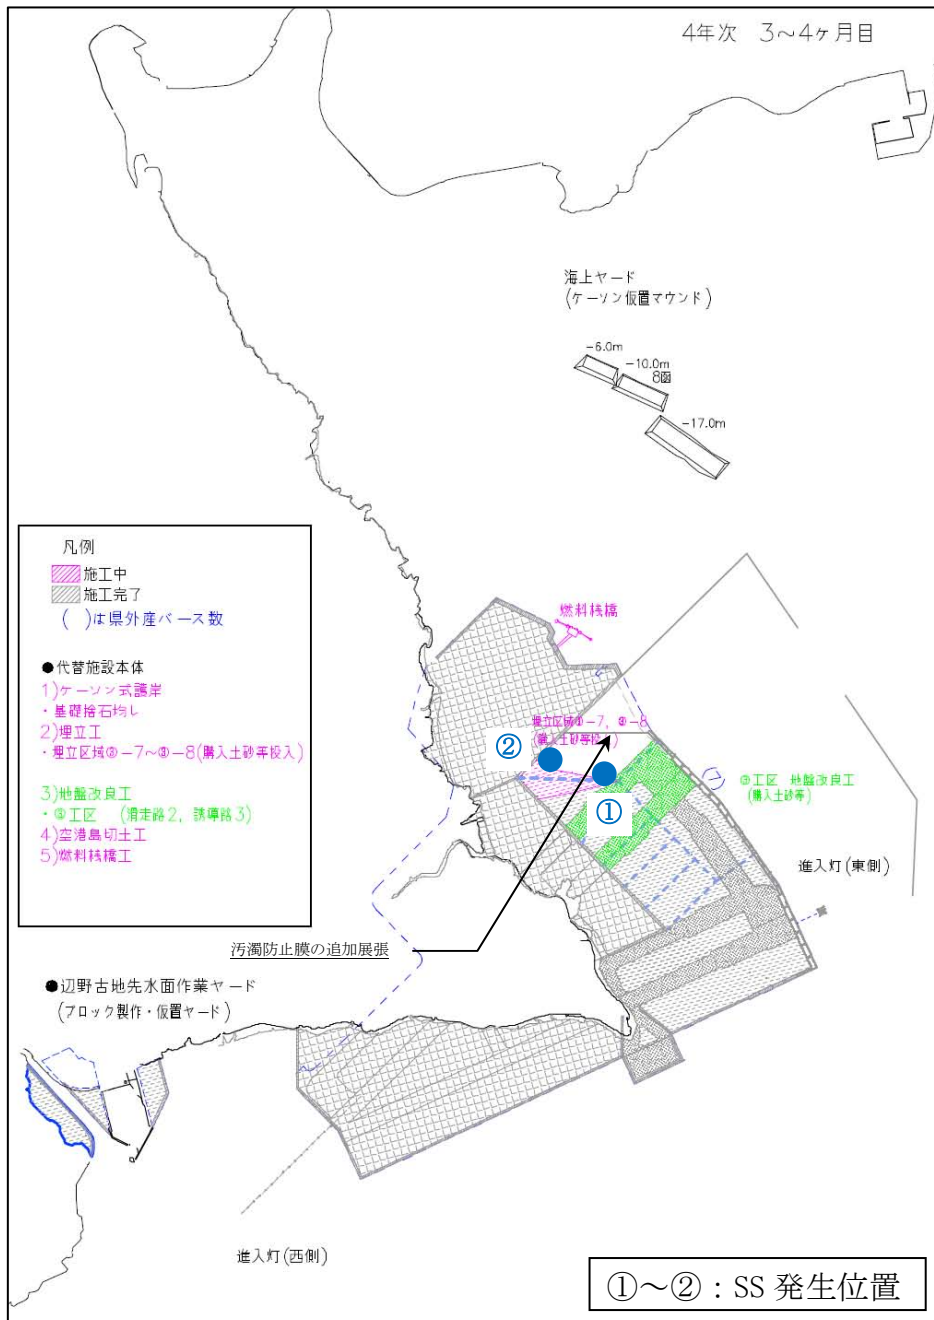 4年次 3～4ヶ月目
海上ヤード
(ケーソン仮置マウンド)
-6.0m
-10.0m
8函
-17.0m
凡例
施工中
施工完了
( )は県外産バース数
●代替施設本体
1)ケーソン式護岸
・基礎捨石均し
2)埋立工
・埋立区域③-7～③-8(購入土砂等投入)
3)地盤改良工
・③工区 (滑走路2, 誘導路3)
4)空港島切土工
5)燃料桟橋工
燃料桟橋
埋立区域③-7, ③-8
(購入土砂等投入)
②
①
③工区 地盤改良工
(購入土砂等)
進入灯(東側)
汚濁防止膜の追加展張
●辺野古地先水面作業ヤード
(ブロック製作・仮置ヤード)
進入灯(西側)
①～②：SS 発生位置